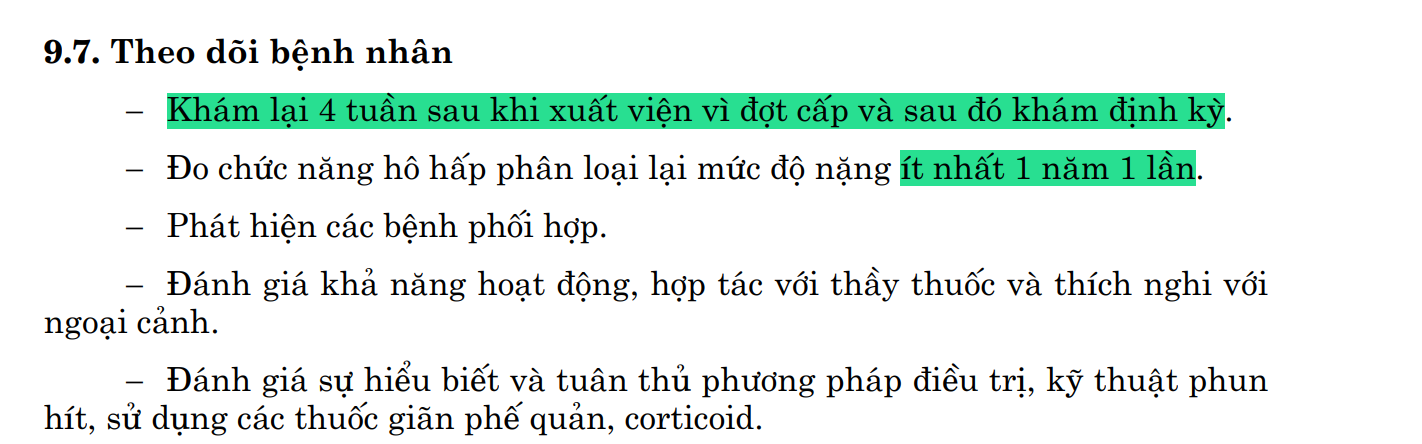 9.7. Theo dõi bệnh nhân
– Khám lại 4 tuần sau khi xuất viện vì đợt cấp và sau đó khám định kỳ.
– Đo chức năng hô hấp phân loại lại mức độ nặng ít nhất 1 năm 1 lần.
– Phát hiện các bệnh phối hợp.
– Đánh giá khả năng hoạt động, hợp tác với thầy thuốc và thích nghi với
ngoại cảnh.
– Đánh giá sự hiểu biết và tuân thủ phương pháp điều trị, kỹ thuật phun
hít, sử dụng các thuốc giãn phế quản, corticoid.